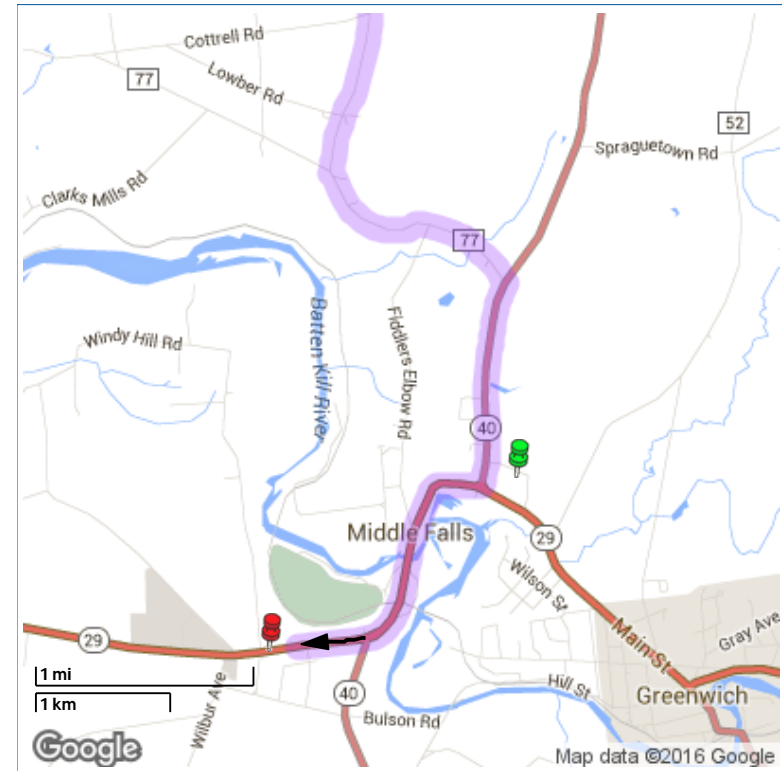 Cottrell Rd
77
Lowber Rd
52
Spraguetown Rd
Clarks Mills Rd
77
Batten Kill River
Windy Hill Rd
Fiddlers Elbow Rd
40
Middle Falls
29
Wilson St
Main St
Gray Ave
29
1 mi
1 km
Wilbur Ave
40
Bulson Rd
Hill St
Greenwich
Google
Map data ©2016 Google